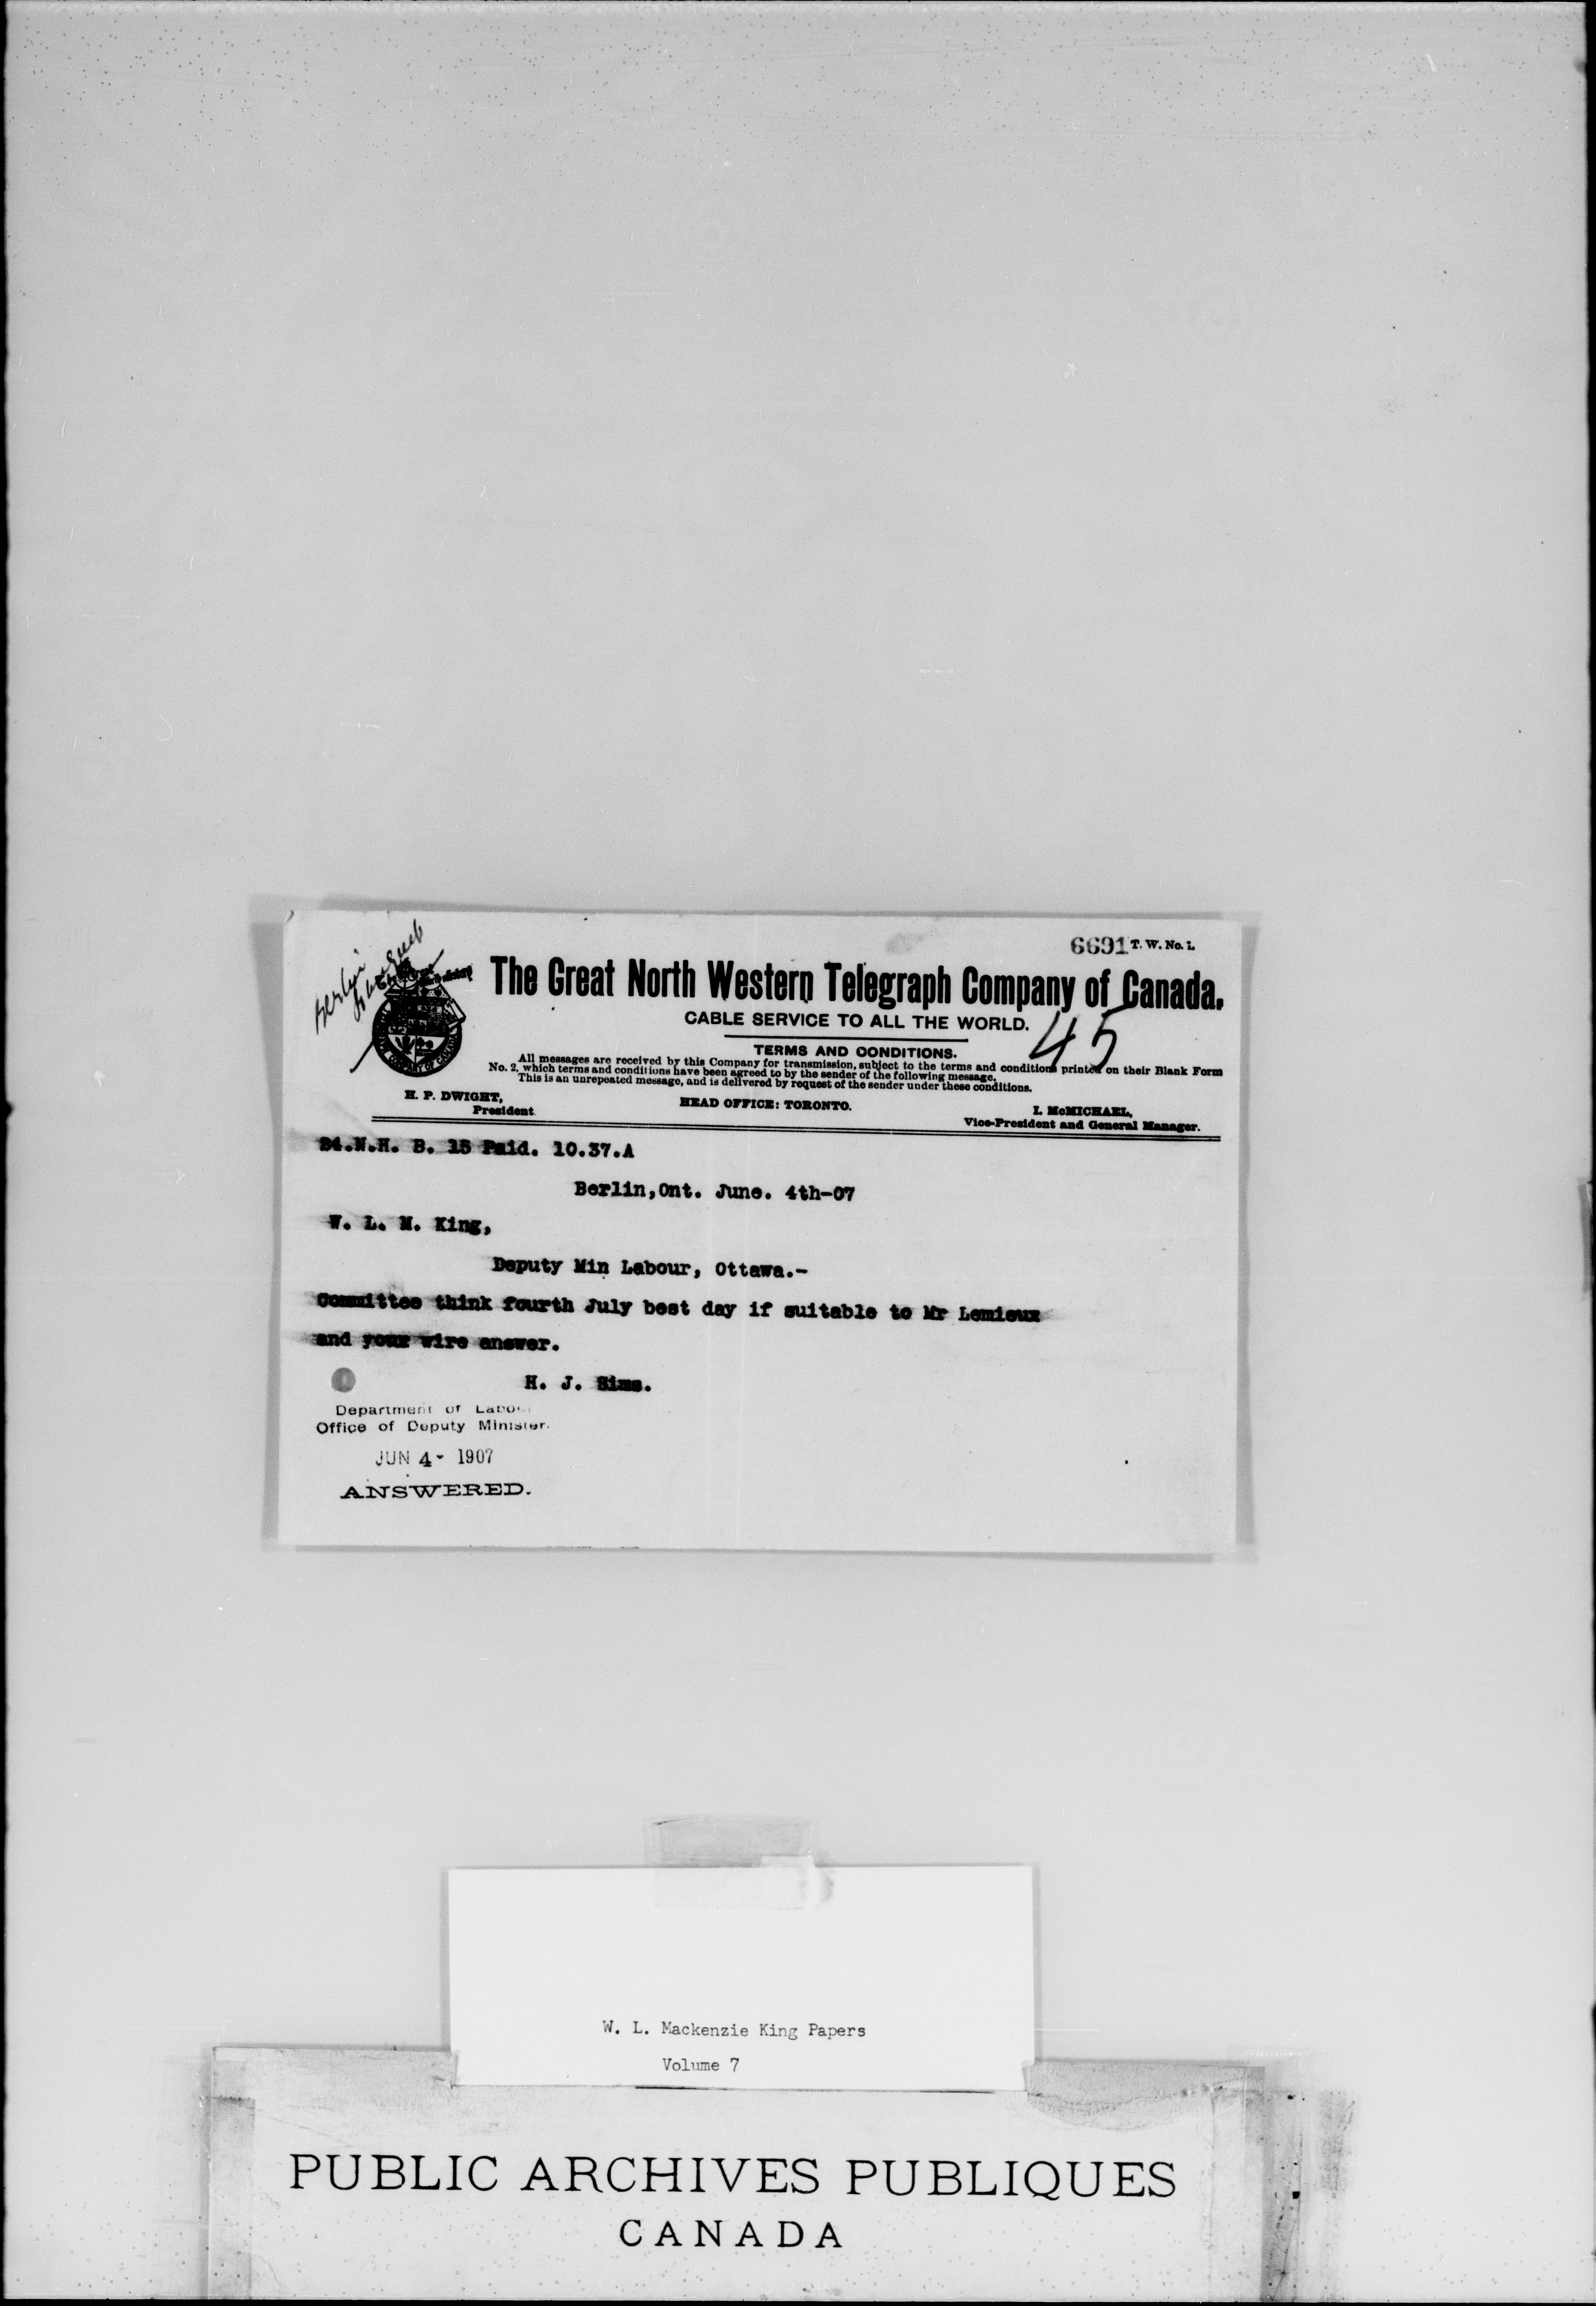 Berlin
Banquet
6691 T. W. No. 1.
The Great North Western Telegraph Company of Canada.
CABLE SERVICE TO ALL THE WORLD.
45
TERMS AND CONDITIONS.
All messages are received by this Company for transmission, subject to the terms and conditions printed on their Blank Form
No. 2, which terms and conditions have been agreed to by the sender of the following message.
This is an unrepeated message, and is delivered by request of the sender under these conditions.
H. P. DWIGHT,
President
HEAD OFFICE: TORONTO.
I. McMICHAEL,
Vice-President and General Manager.
24.N.H. B. 15 Paid. 10.37.A
Berlin,Ont. June. 4th-07
W. L. M. King,
Deputy Min Labour, Ottawa.-
Committee think fourth July best day if suitable to Mr Lemieux
and your wire answer.
H. J. Sims.
Department of Labour
Office of Deputy Minister.
JUN 4- 1907
ANSWERED.
W. L. Mackenzie King Papers
Volume 7
PUBLIC ARCHIVES PUBLIQUES
CANADA